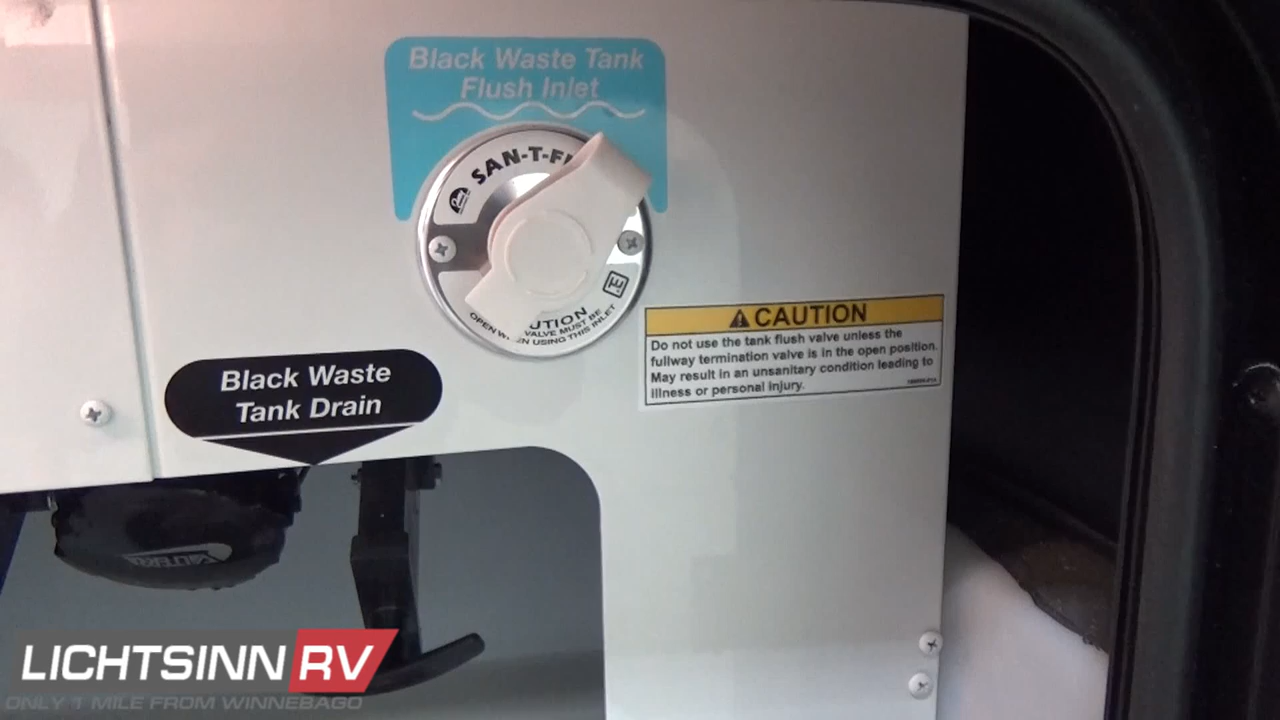 Black Waste Tank
Flush Inlet
SAN-T-F
UTION
VALVE MUST BE
OPEN
EN USING THIS INLET
CAUTION
Do not use the tank flush valve unless the
fullway termination valve is in the open position.
May result in an unsanitary condition leading to
illness or personal injury.
Black Waste
Tank Drain
VALTERRA
LICHTSINN RV
ONLY 1 MILE FROM WINNEBAGO